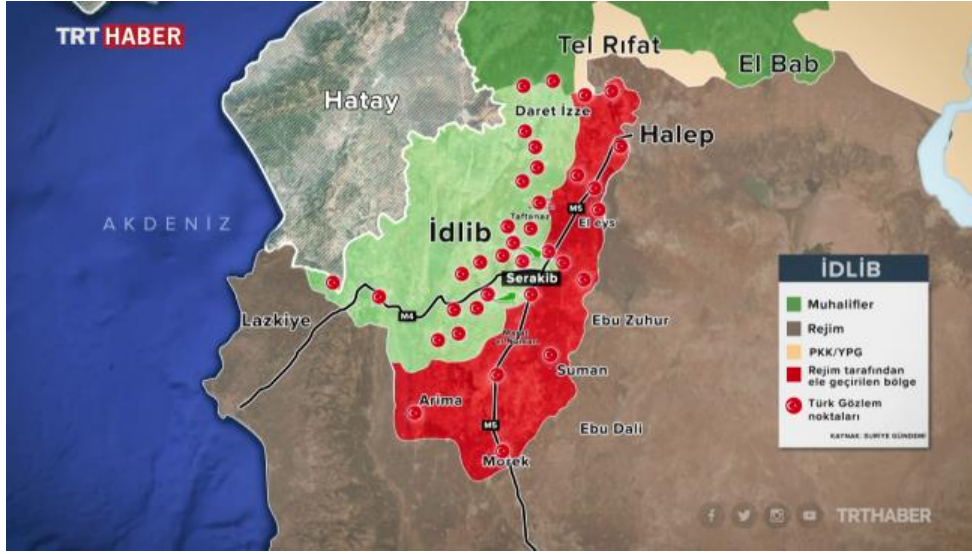 TRT HABER
Tel Rıfat
El Bab
Hatay
Daret İzze
Halep
AKDENİZ
Taftanaz
M5
El eys
İdlib
Serakib
M4
Lazkiye
Ebu Zuhur
Suman
Arima
M5
Ebu Dali
Morek
İDLİB
Muhalifler
Rejim
PKK/YPG
Rejim tarafından
ele geçirilen bölge
Türk Gözlem
noktaları
KAYNAK: SURİYE GÜNDEMİ
TRTHABER